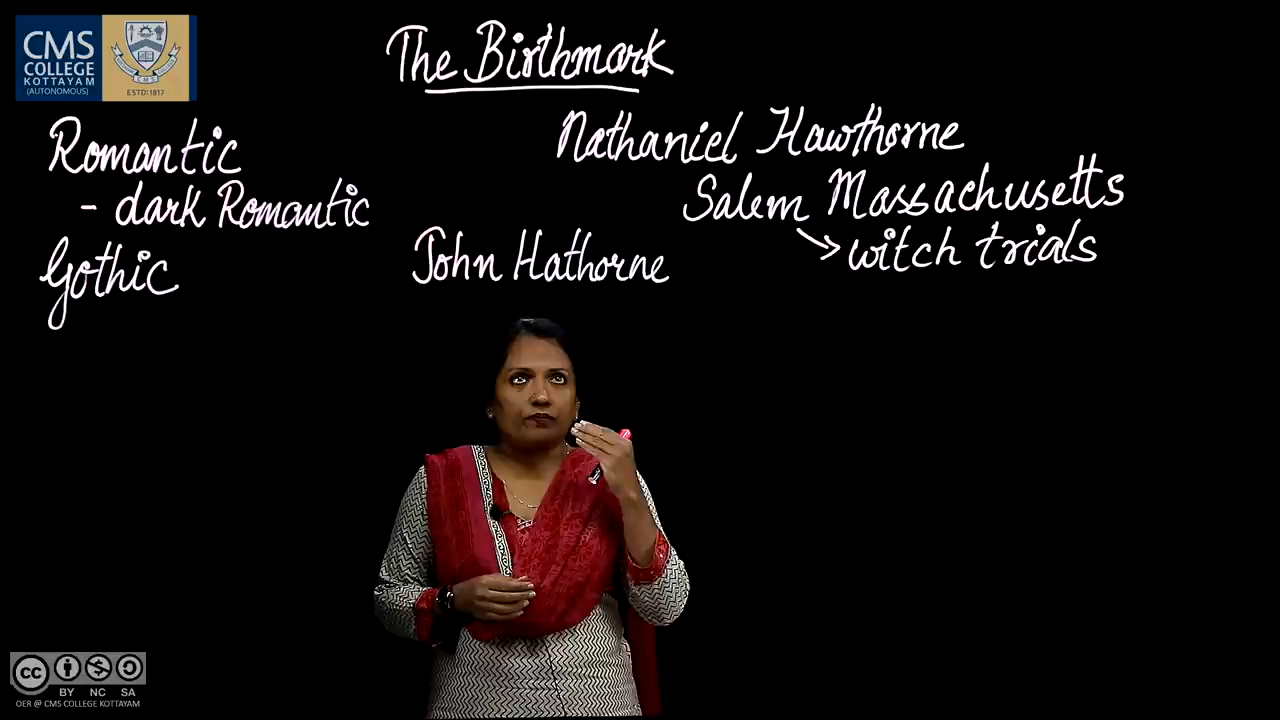 CMS
COLLEGE
KOTTAYAM
(AUTONOMOUS)
ESTD:1817
The Birthmark
Nathaniel Hawthorne
Salem Massachusetts
witch trials
Romantic
- dark Romantic
Gothic
John Hathorne
CC BY NC SA
OER @ CMS COLLEGE KOTTAYAM